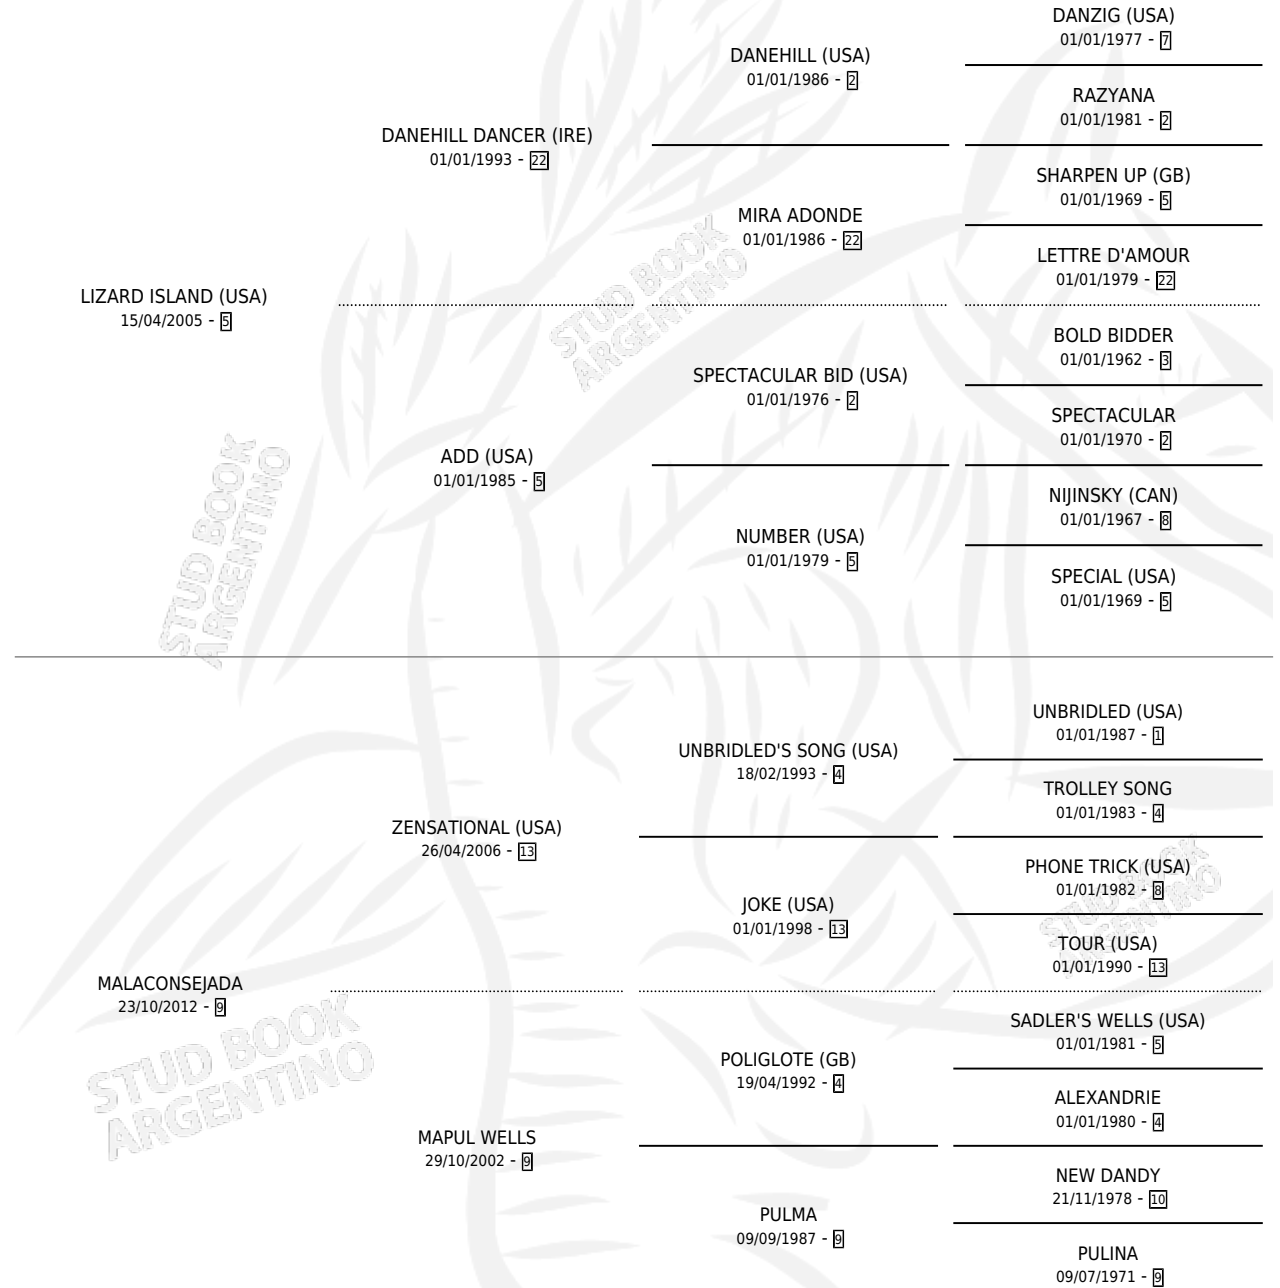 DANZIG (USA)
01/01/1977 - 7
DANEHILL (USA)
01/01/1986 - 2
RAZYANA
01/01/1981 - 2
DANEHILL DANCER (IRE)
01/01/1993 - 22
SHARPEN UP (GB)
01/01/1969 - 5
MIRA ADONDE
01/01/1986 - 22
LETTRE D'AMOUR
01/01/1979 - 22
LIZARD ISLAND (USA)
15/04/2005 - 5
STUD BOOK
ARGENTINO
BOLD BIDDER
01/01/1962 - 3
SPECTACULAR BID (USA)
01/01/1976 - 2
SPECTACULAR
01/01/1970 - 2
ADD (USA)
01/01/1985 - 5
NIJINSKY (CAN)
01/01/1967 - 8
NUMBER (USA)
01/01/1979 - 5
SPECIAL (USA)
01/01/1969 - 5
STUD BOOK
ARGENTINO
UNBRIDLED (USA)
01/01/1987 - 1
UNBRIDLED'S SONG (USA)
18/02/1993 - 4
TROLLEY SONG
01/01/1983 - 4
ZENSATIONAL (USA)
26/04/2006 - 13
PHONE TRICK (USA)
01/01/1982 - 8
JOKE (USA)
01/01/1998 - 13
STUD BOOK
ARGENTINO
TOUR (USA)
01/01/1990 - 13
MALACONSEJADA
23/10/2012 - 9
SADLER'S WELLS (USA)
01/01/1981 - 5
POLIGLOTE (GB)
19/04/1992 - 4
STUD BOOK
ARGENTINO
ALEXANDRIE
01/01/1980 - 4
MAPUL WELLS
29/10/2002 - 9
NEW DANDY
21/11/1978 - 10
PULMA
09/09/1987 - 9
PULINA
09/07/1971 - 9